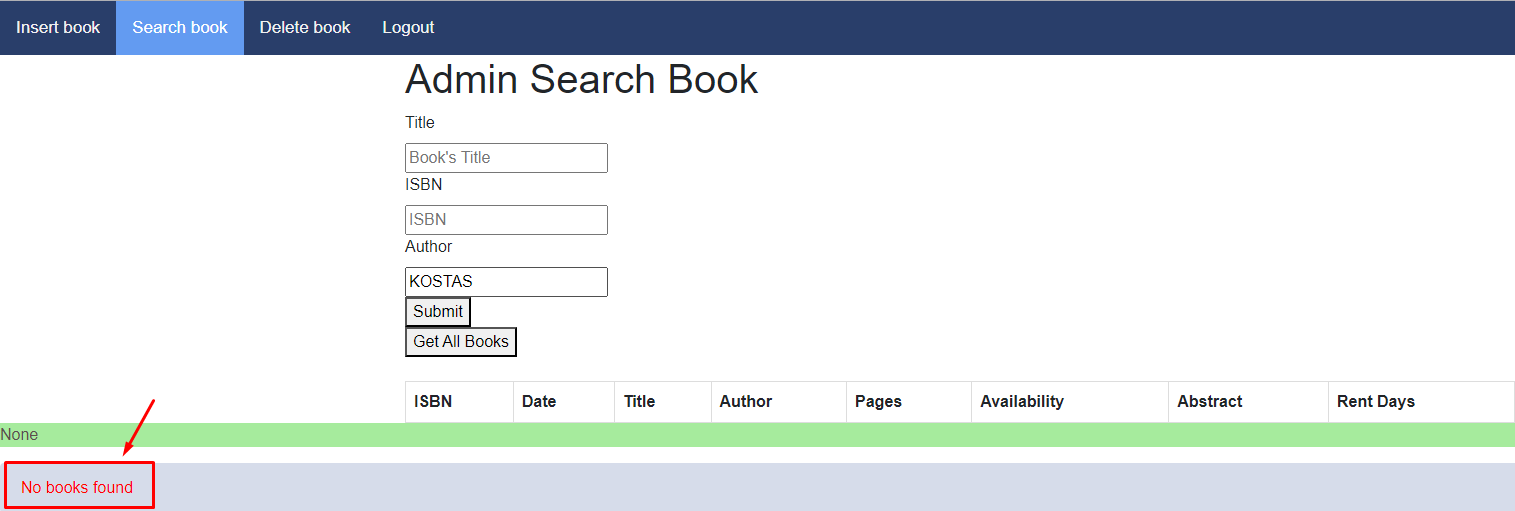 Insert book Search book Delete book Logout
Admin Search Book
Title
Book's Title
ISBN
ISBN
Author
KOSTAS
Submit
Get All Books
ISBN Date Title Author Pages Availability Abstract Rent Days
None
No books found